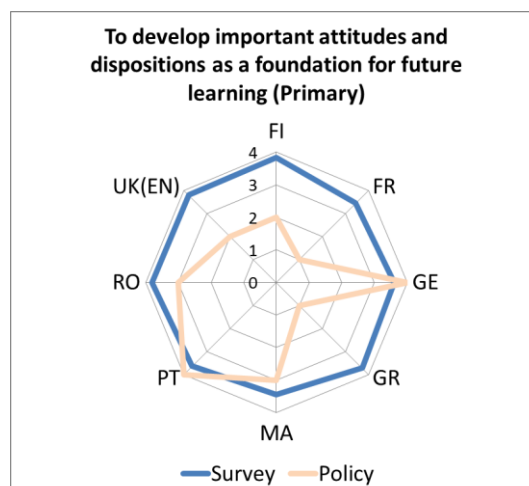 To develop important attitudes and
dispositions as a foundation for future
learning (Primary)
FI
4
UK(EN)
FR
3
2
1
RO
0
GE
PT
GR
MA
Survey Policy